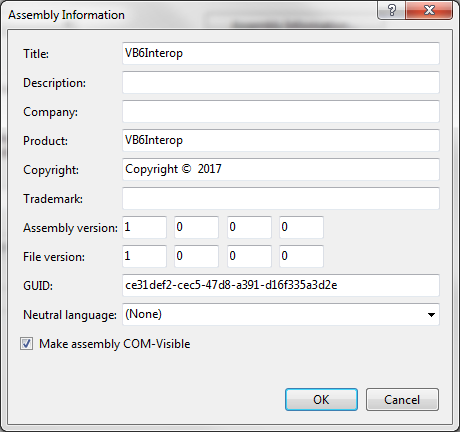 Assembly Information
?
Title: VB6Interop
Description:
Company:
Product: VB6Interop
Copyright: Copyright © 2017
Trademark:
Assembly version: 1 0 0 0
File version: 1 0 0 0
GUID: ce31def2-cec5-47d8-a391-d16f335a3d2e
Neutral language: (None)
Make assembly COM-Visible
OK Cancel